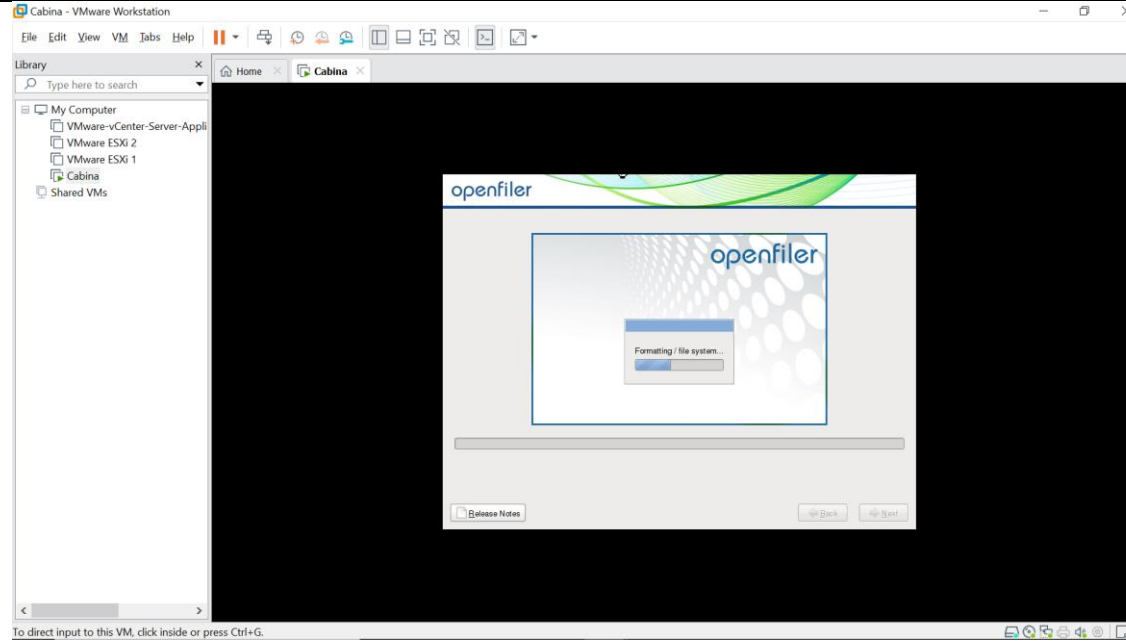 Cabina - VMware Workstation
File Edit View VM Tabs Help
Library
Home
Cabina
Type here to search
My Computer
VMware-vCenter-Server-Appli
VMware ESXi 2
VMware ESXi 1
Cabina
Shared VMs
openfiler
openfiler
Formatting / file system...
Release Notes
Back
Next
To direct input to this VM, click inside or press Ctrl+G.